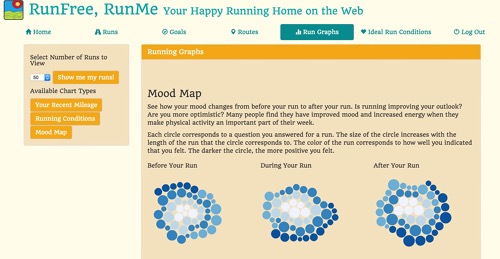 RunFree, RunMe Your Happy Running Home on the Web
Home Runs Goals Routes Run Graphs Ideal Run Conditions Log Out
Select Number of Runs to
View
50 Show me my runs!
Available Chart Types
Your Recent Mileage
Running Conditions
Mood Map
Running Graphs
Mood Map
See how your mood changes from before your run to after your run. Is running improving your outlook?
Are you more optimistic? Many people find they have improved mood and increased energy when they
make physical activity an important part of their week.
Each circle corresponds to a question you answered for a run. The size of the circle increases with the
length of the run that the circle corresponds to. The color of the run corresponds to how well you indicated
that you felt. The darker the circle, the more positive you felt.
Before Your Run During Your Run After Your Run